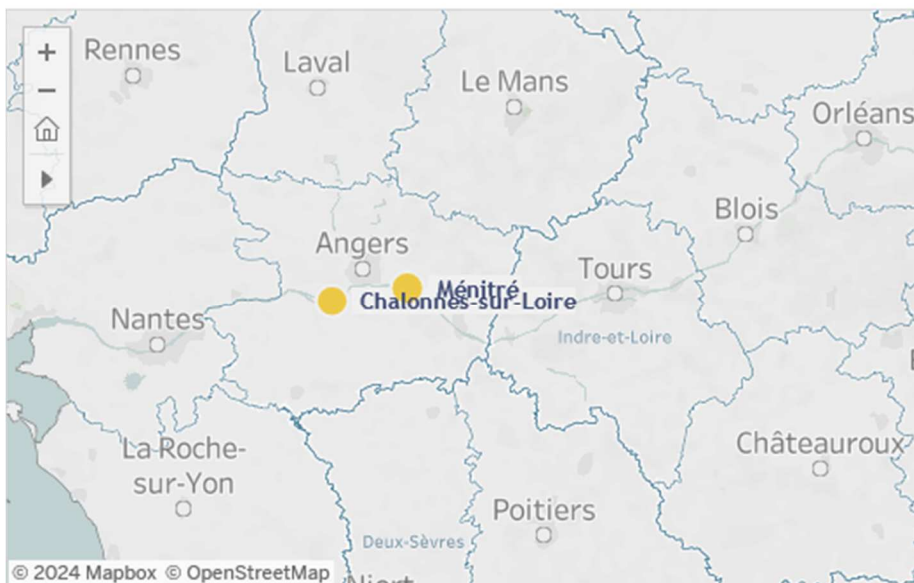 +
Rennes
Laval
Le Mans
−
Orléans
Blois
Angers
Tours
Ménitré
Chalonnes-sur-Loire
Nantes
Indre-et-Loire
La Roche-
sur-Yon
Châteauroux
Poitiers
Deux-Sèvres
Niort
© 2024 Mapbox © OpenStreetMap